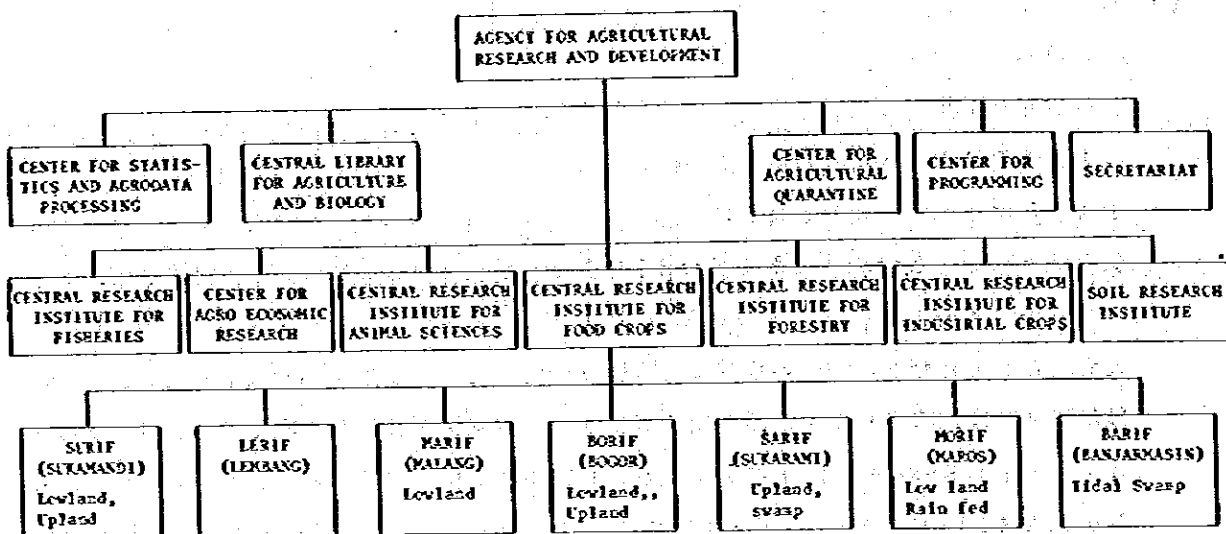 AGENCY FOR AGRICULTURAL
RESEARCH AND DEVELOPMENT
CENTER FOR STATIS-
TICS AND AGRODATA
PROCESSING
CENTRAL LIBRARY
FOR AGRICULTURE
AND BIOLOGY
CENTER FOR
AGRICULTURAL
QUARANTINE
CENTER FOR
PROGRAMMING
SECRETARIAT
CENTRAL RESEARCH
INSTITUTE FOR
FISHERIES
CENTER FOR
AGRO ECONOMIC
RESEARCH
CENTRAL RESEARCH
INSTITUTE FOR
ANIMAL SCIENCES
CENTRAL RESEARCH
INSTITUTE FOR
FOOD CROPS
CENTRAL RESEARCH
INSTITUTE FOR
FORESTRY
CENTRAL RESEARCH
INSTITUTE FOR
INDUSTRIAL CROPS
SOIL RESEARCH
INSTITUTE
SURIF
(SUKAMANDI)
Lowland,
Upland
LERIF
(LEMBANG)
MARIF
(MALANG)
Lowland
BORIF
(BOGOR)
Lowland,,
Upland
SARIF
(SUKARAMI)
Upland,
swamp
MORIF
(MAROS)
Low land
Rain fed
BARIF
(BANJARMASIN)
Tidal Swamp